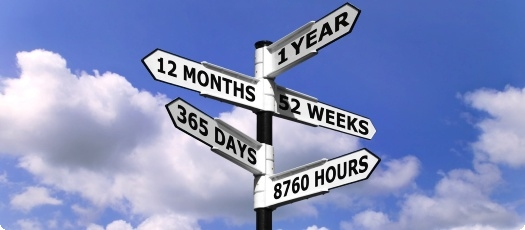 1 YEAR
12 MONTHS
52 WEEKS
365 DAYS
8760 HOURS